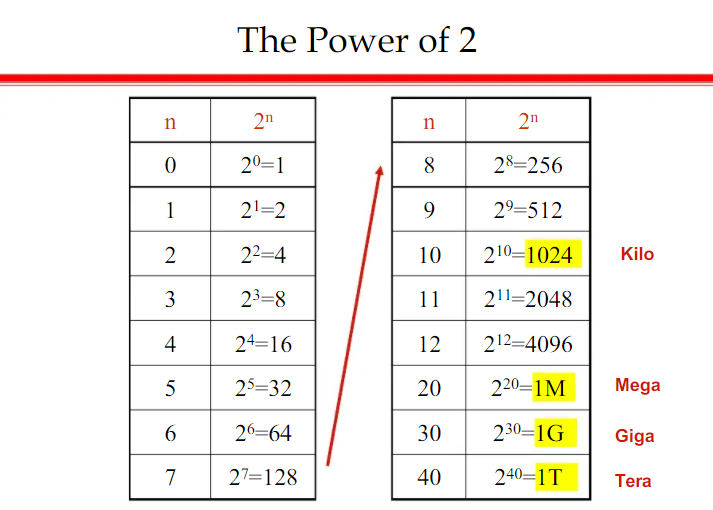 The Power of 2
n 2ⁿ
0 2⁰=1
1 2¹=2
2 2²=4
3 2³=8
4 2⁴=16
5 2⁵=32
6 2⁶=64
7 2⁷=128
n 2ⁿ
8 2⁸=256
9 2⁹=512
10 2¹⁰=1024 Kilo
11 2¹¹=2048
12 2¹²=4096
20 2²⁰=1M Mega
30 2³⁰=1G Giga
40 2⁴⁰=1T Tera